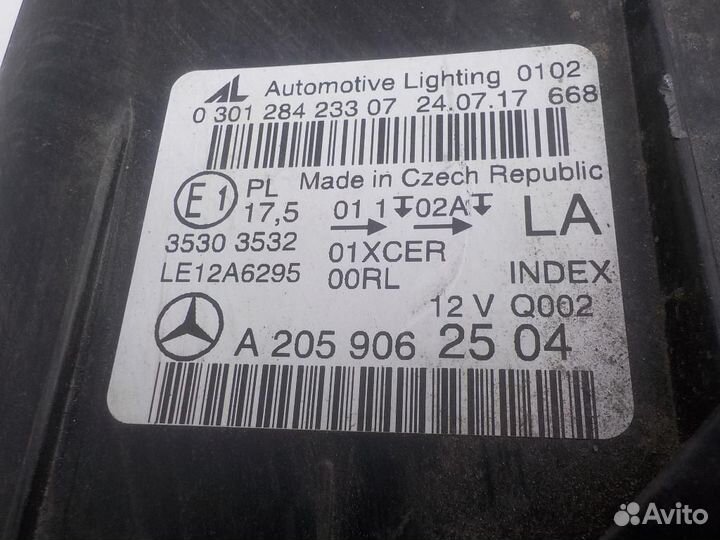 AL Automotive Lighting 0102
0 301 284 233 07 24.07.17 668
Made in Czech Republic
E1 PL 17,5
01 1 02A LA
3530 3532 01XCER
LE12A6295 00RL INDEX
12 V Q002
A 205 906 25 04
Avito